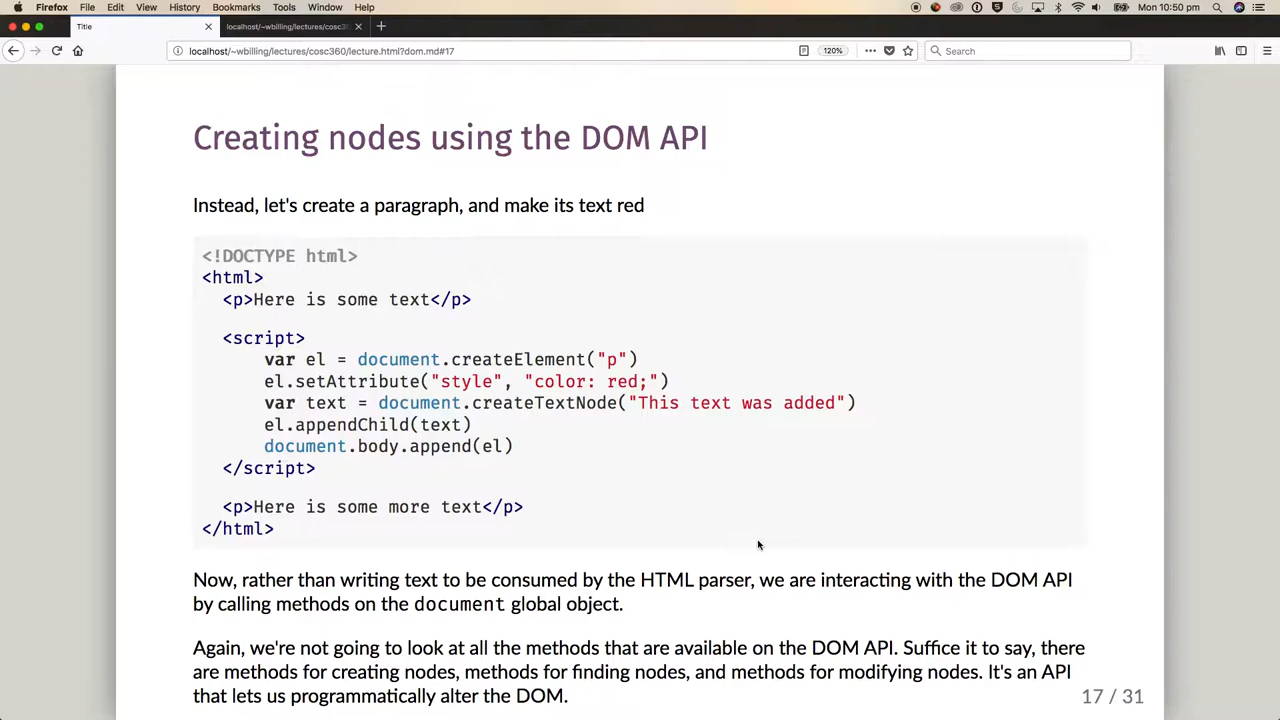 Firefox File Edit View History Bookmarks Tools Window Help
Mon 10:50 pm
Title
localhost/~wbilling/lectures/cosc36
localhost/~wbilling/lectures/cosc360/lecture.html?dom.md#17
120%
Search
Creating nodes using the DOM API
Instead, let's create a paragraph, and make its text red
<!DOCTYPE html>
<html>
<p>Here is some text</p>
<script>
var el = document.createElement("p")
el.setAttribute("style", "color: red;")
var text = document.createTextNode("This text was added")
el.appendChild(text)
document.body.append(el)
</script>
<p>Here is some more text</p>
</html>
Now, rather than writing text to be consumed by the HTML parser, we are interacting with the DOM API
by calling methods on the document global object.
Again, we're not going to look at all the methods that are available on the DOM API. Suffice it to say, there
are methods for creating nodes, methods for finding nodes, and methods for modifying nodes. It's an API
that lets us programmatically alter the DOM.
17 / 31